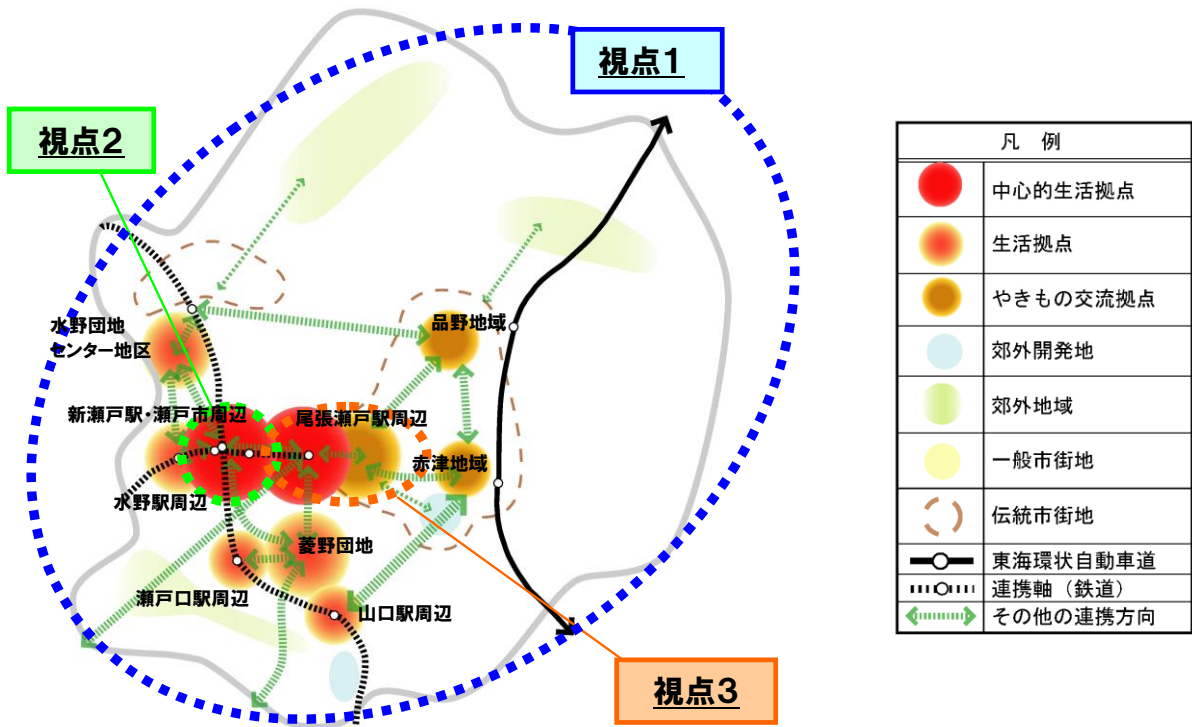 視点1
視点2
水野団地
センター地区
品野地域
新瀬戸駅・瀬戸市周辺
尾張瀬戸駅周辺
赤津地域
水野駅周辺
菱野団地
瀬戸口駅周辺
山口駅周辺
視点3
凡 例
中心的生活拠点
生活拠点
やきもの交流拠点
郊外開発地
郊外地域
一般市街地
伝統市街地
東海環状自動車道
連携軸（鉄道）
その他の連携方向